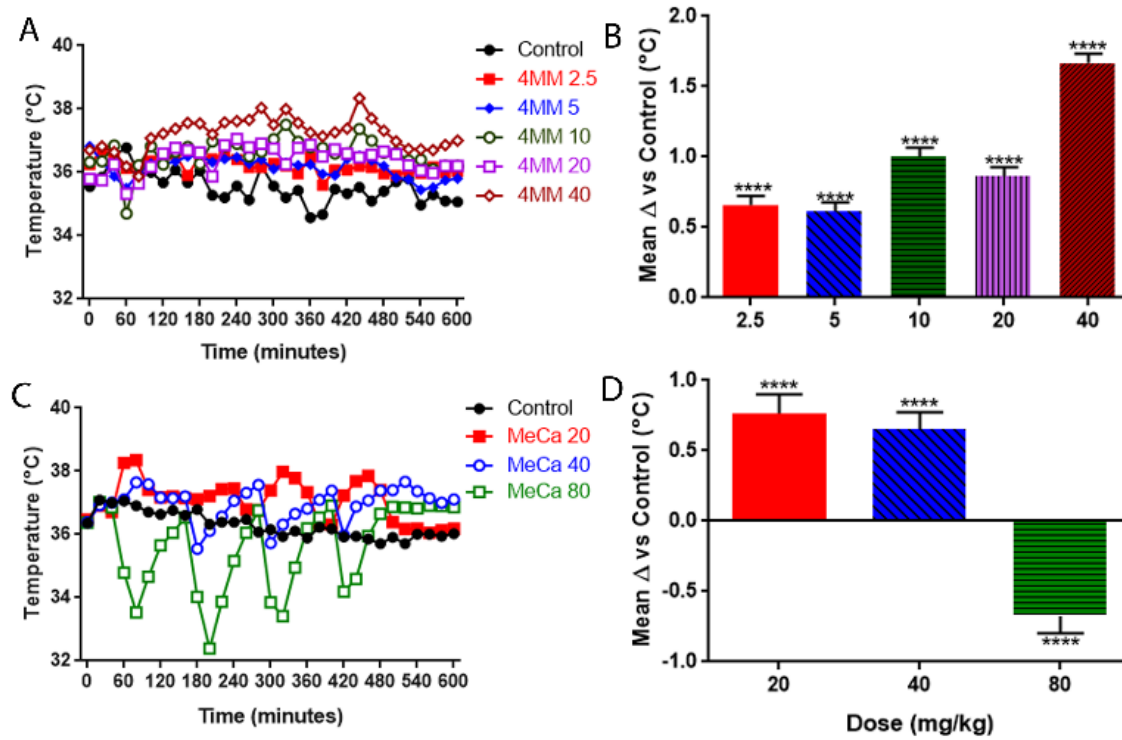 A
Temperature (°C)
40
38
36
34
32
0 60 120 180 240 300 360 420 480 540 600
Time (minutes)
Control
4MM 2.5
4MM 5
4MM 10
4MM 20
4MM 40
B
Mean Δ vs Control (°C)
2.0
1.5
1.0
0.5
0.0
**** **** **** **** ****
2.5 5 10 20 40
C
Temperature (°C)
40
38
36
34
32
0 60 120 180 240 300 360 420 480 540 600
Time (minutes)
Control
MeCa 20
MeCa 40
MeCa 80
D
Mean Δ vs Control (°C)
1.0
0.5
0.0
-0.5
-1.0
**** **** ****
20 40 80
Dose (mg/kg)